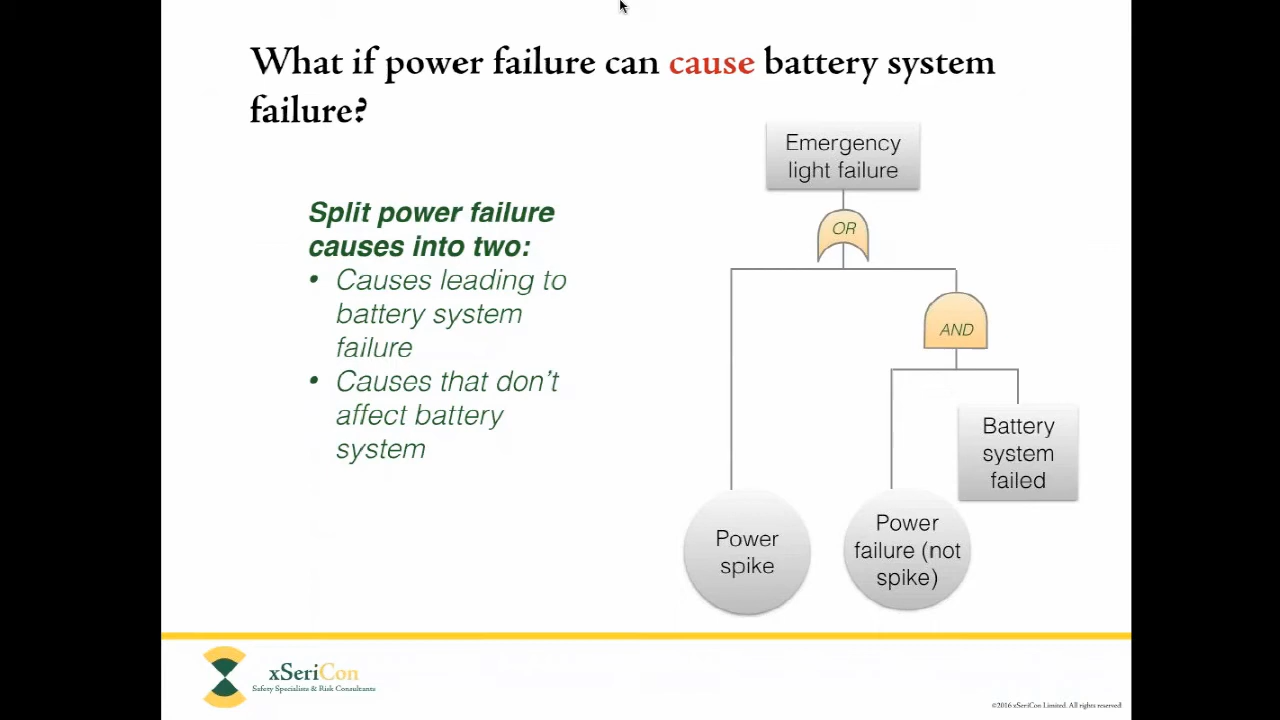 What if power failure can cause battery system
failure?
Split power failure
causes into two:
• Causes leading to
battery system
failure
• Causes that don't
affect battery
system
Emergency
light failure
OR
AND
Battery
system
failed
Power
spike
Power
failure (not
spike)
xSeriCon
Safety Specialists & Risk Consultants
©2016 xSeriCon Limited. All rights reserved